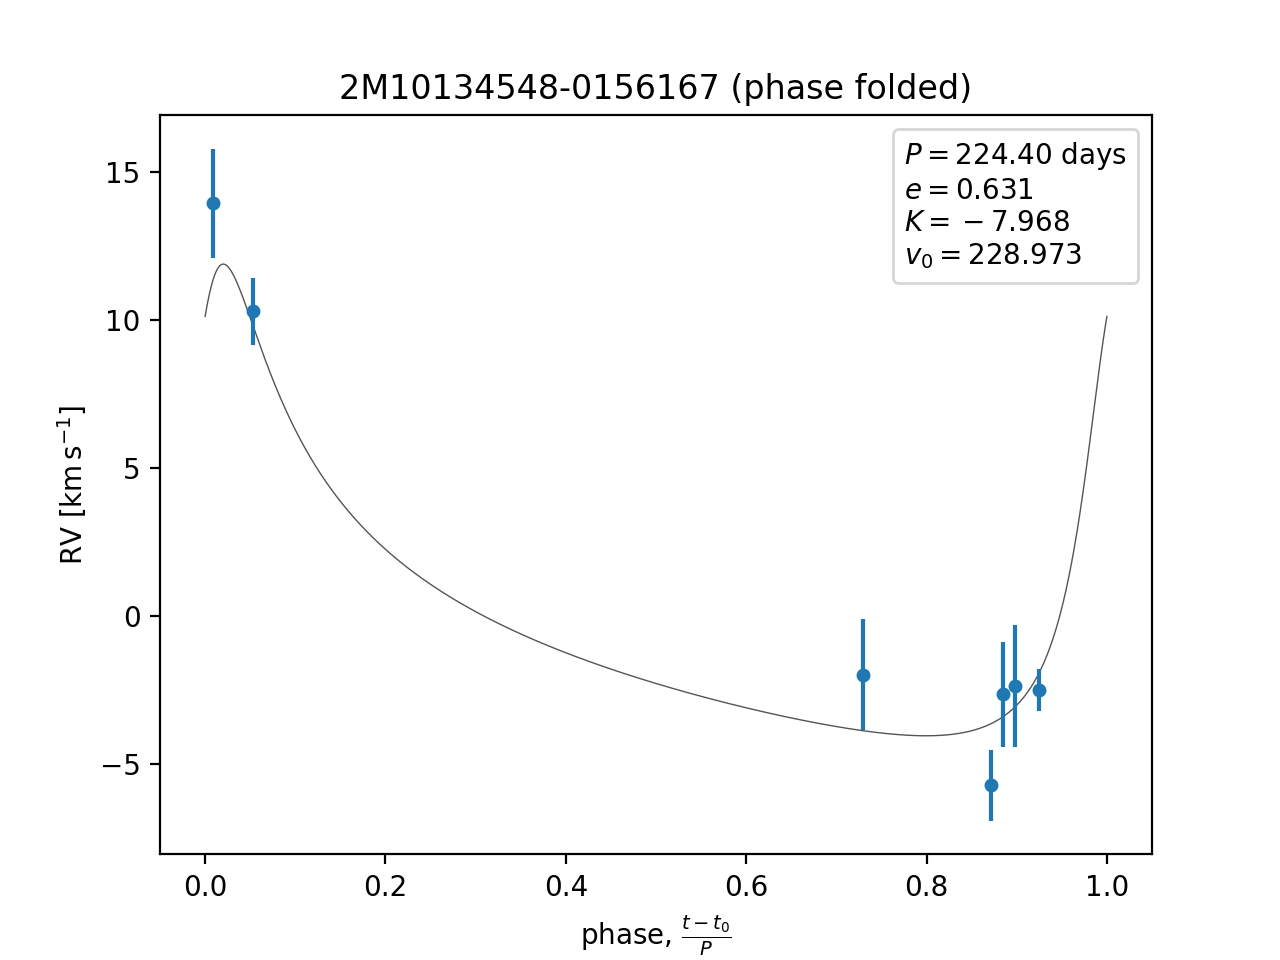 2M10134548-0156167 (phase folded)
P = 224.40 days
e = 0.631
K = −7.968
v₀ = 228.973
RV [km s⁻¹]
15
10
5
0
−5
0.0 0.2 0.4 0.6 0.8 1.0
phase, (t − t₀)/P